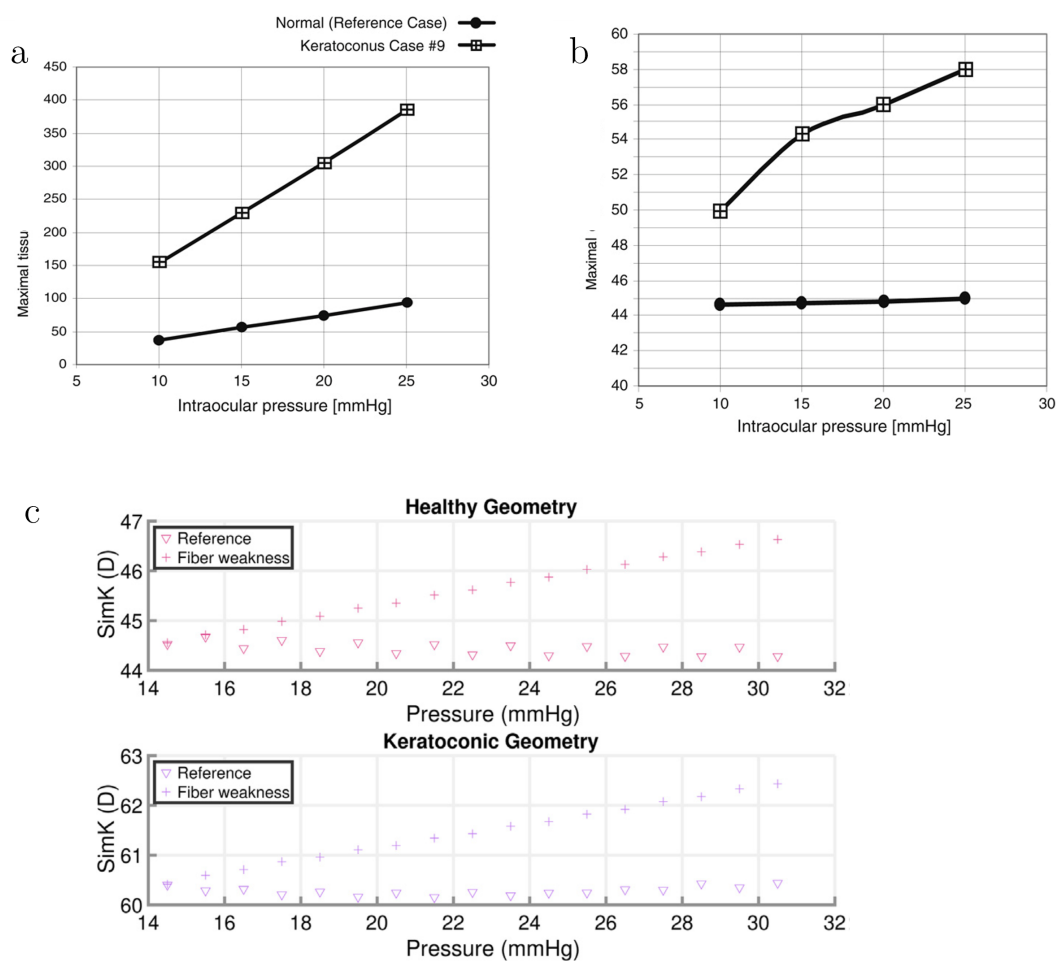 Normal (Reference Case)
Keratoconus Case #9
a
450
400
350
300
250
200
150
100
50
0
Maximal tissu
5 10 15 20 25 30
Intraocular pressure [mmHg]
b
60
58
56
54
52
50
48
46
44
42
40
Maximal
5 10 15 20 25 30
Intraocular pressure [mmHg]
c
Healthy Geometry
Reference
Fiber weakness
47
46
45
44
SimK (D)
14 16 18 20 22 24 26 28 30 32
Pressure (mmHg)
Keratoconic Geometry
Reference
Fiber weakness
63
62
61
60
SimK (D)
14 16 18 20 22 24 26 28 30 32
Pressure (mmHg)